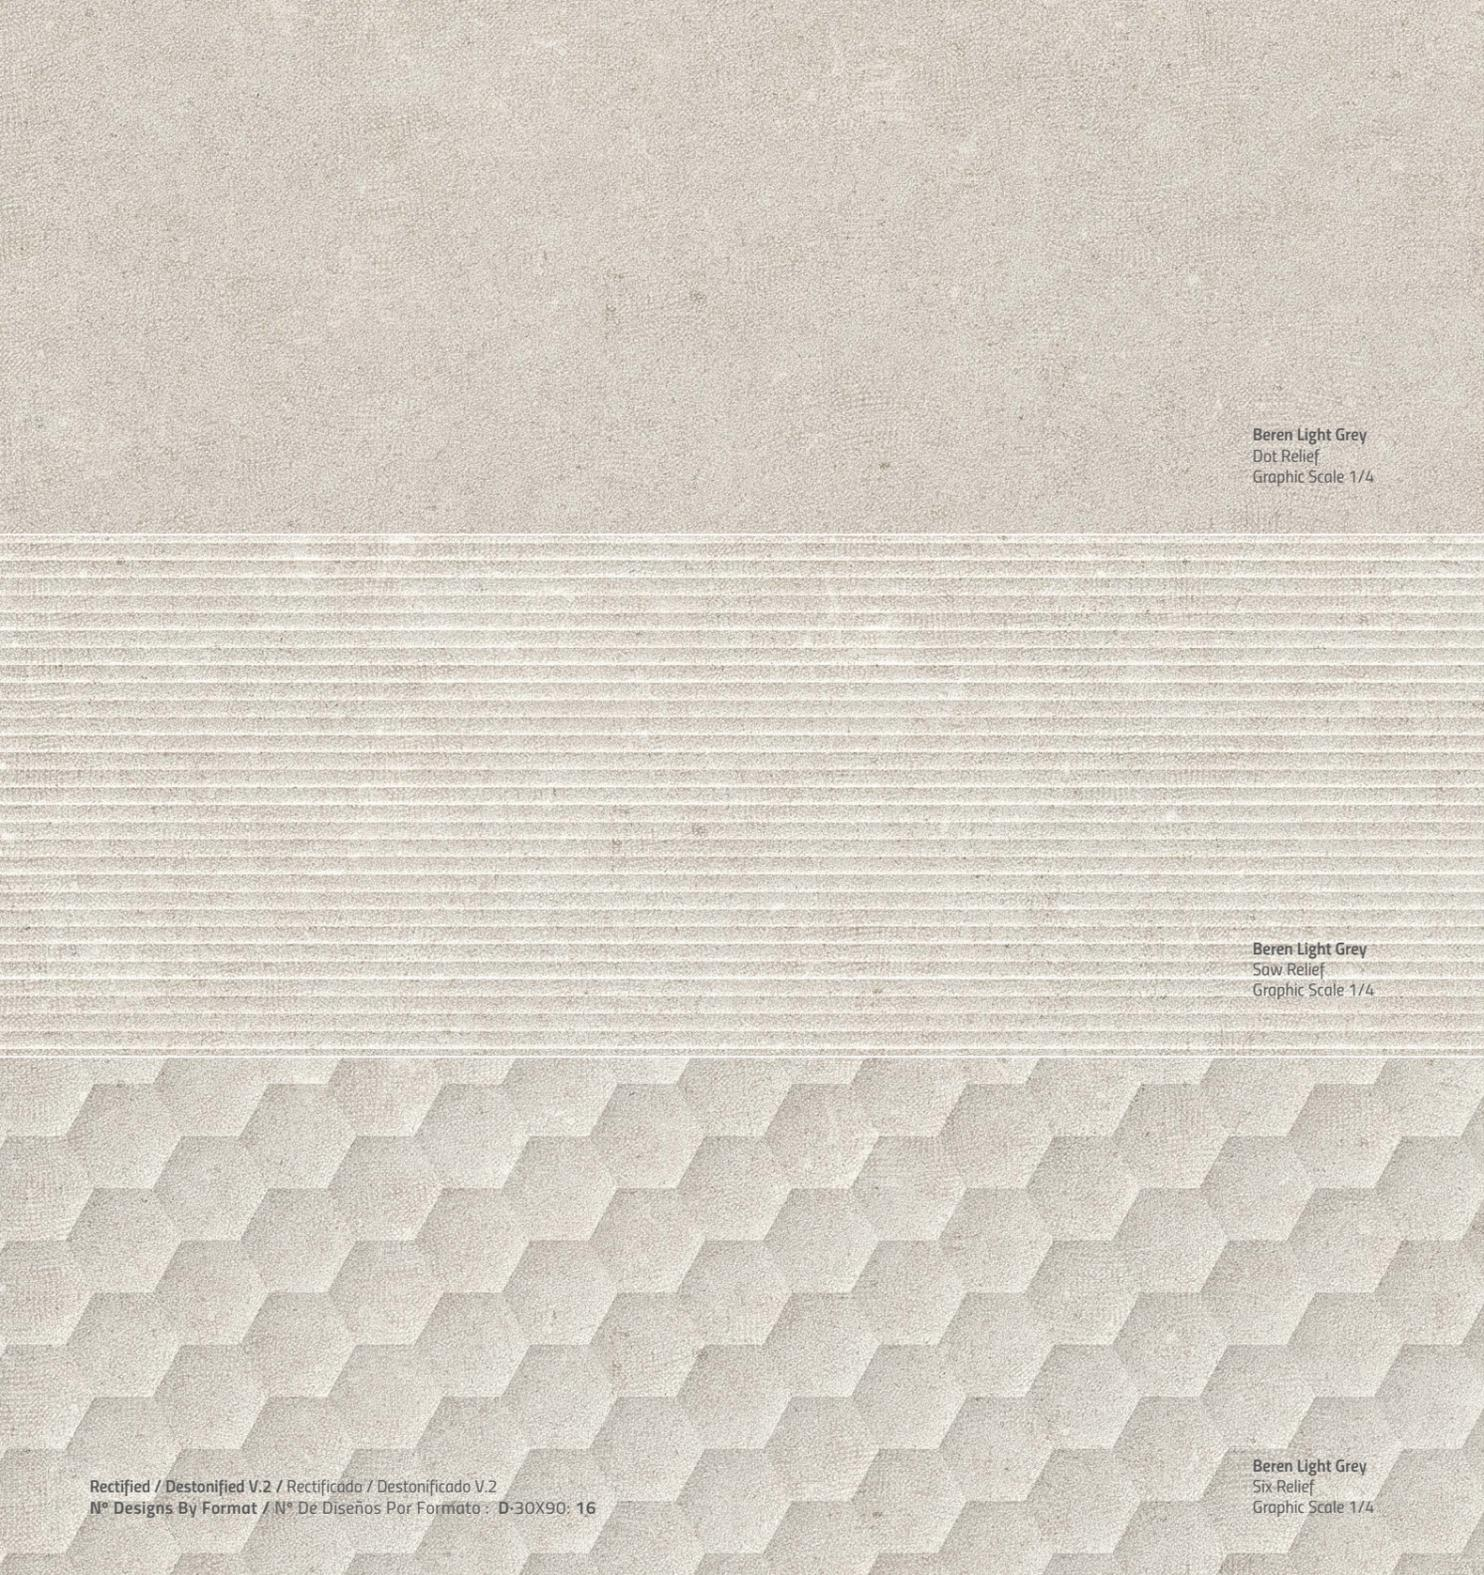 Beren Light Grey
Dot Relief
Graphic Scale 1/4
Beren Light Grey
Saw Relief
Graphic Scale 1/4
Beren Light Grey
Six Relief
Graphic Scale 1/4
Rectified / Destonified V.2 / Rectificado / Destonificado V.2
Nº Designs By Format / Nº De Diseños Por Formato : D·30X90: 16